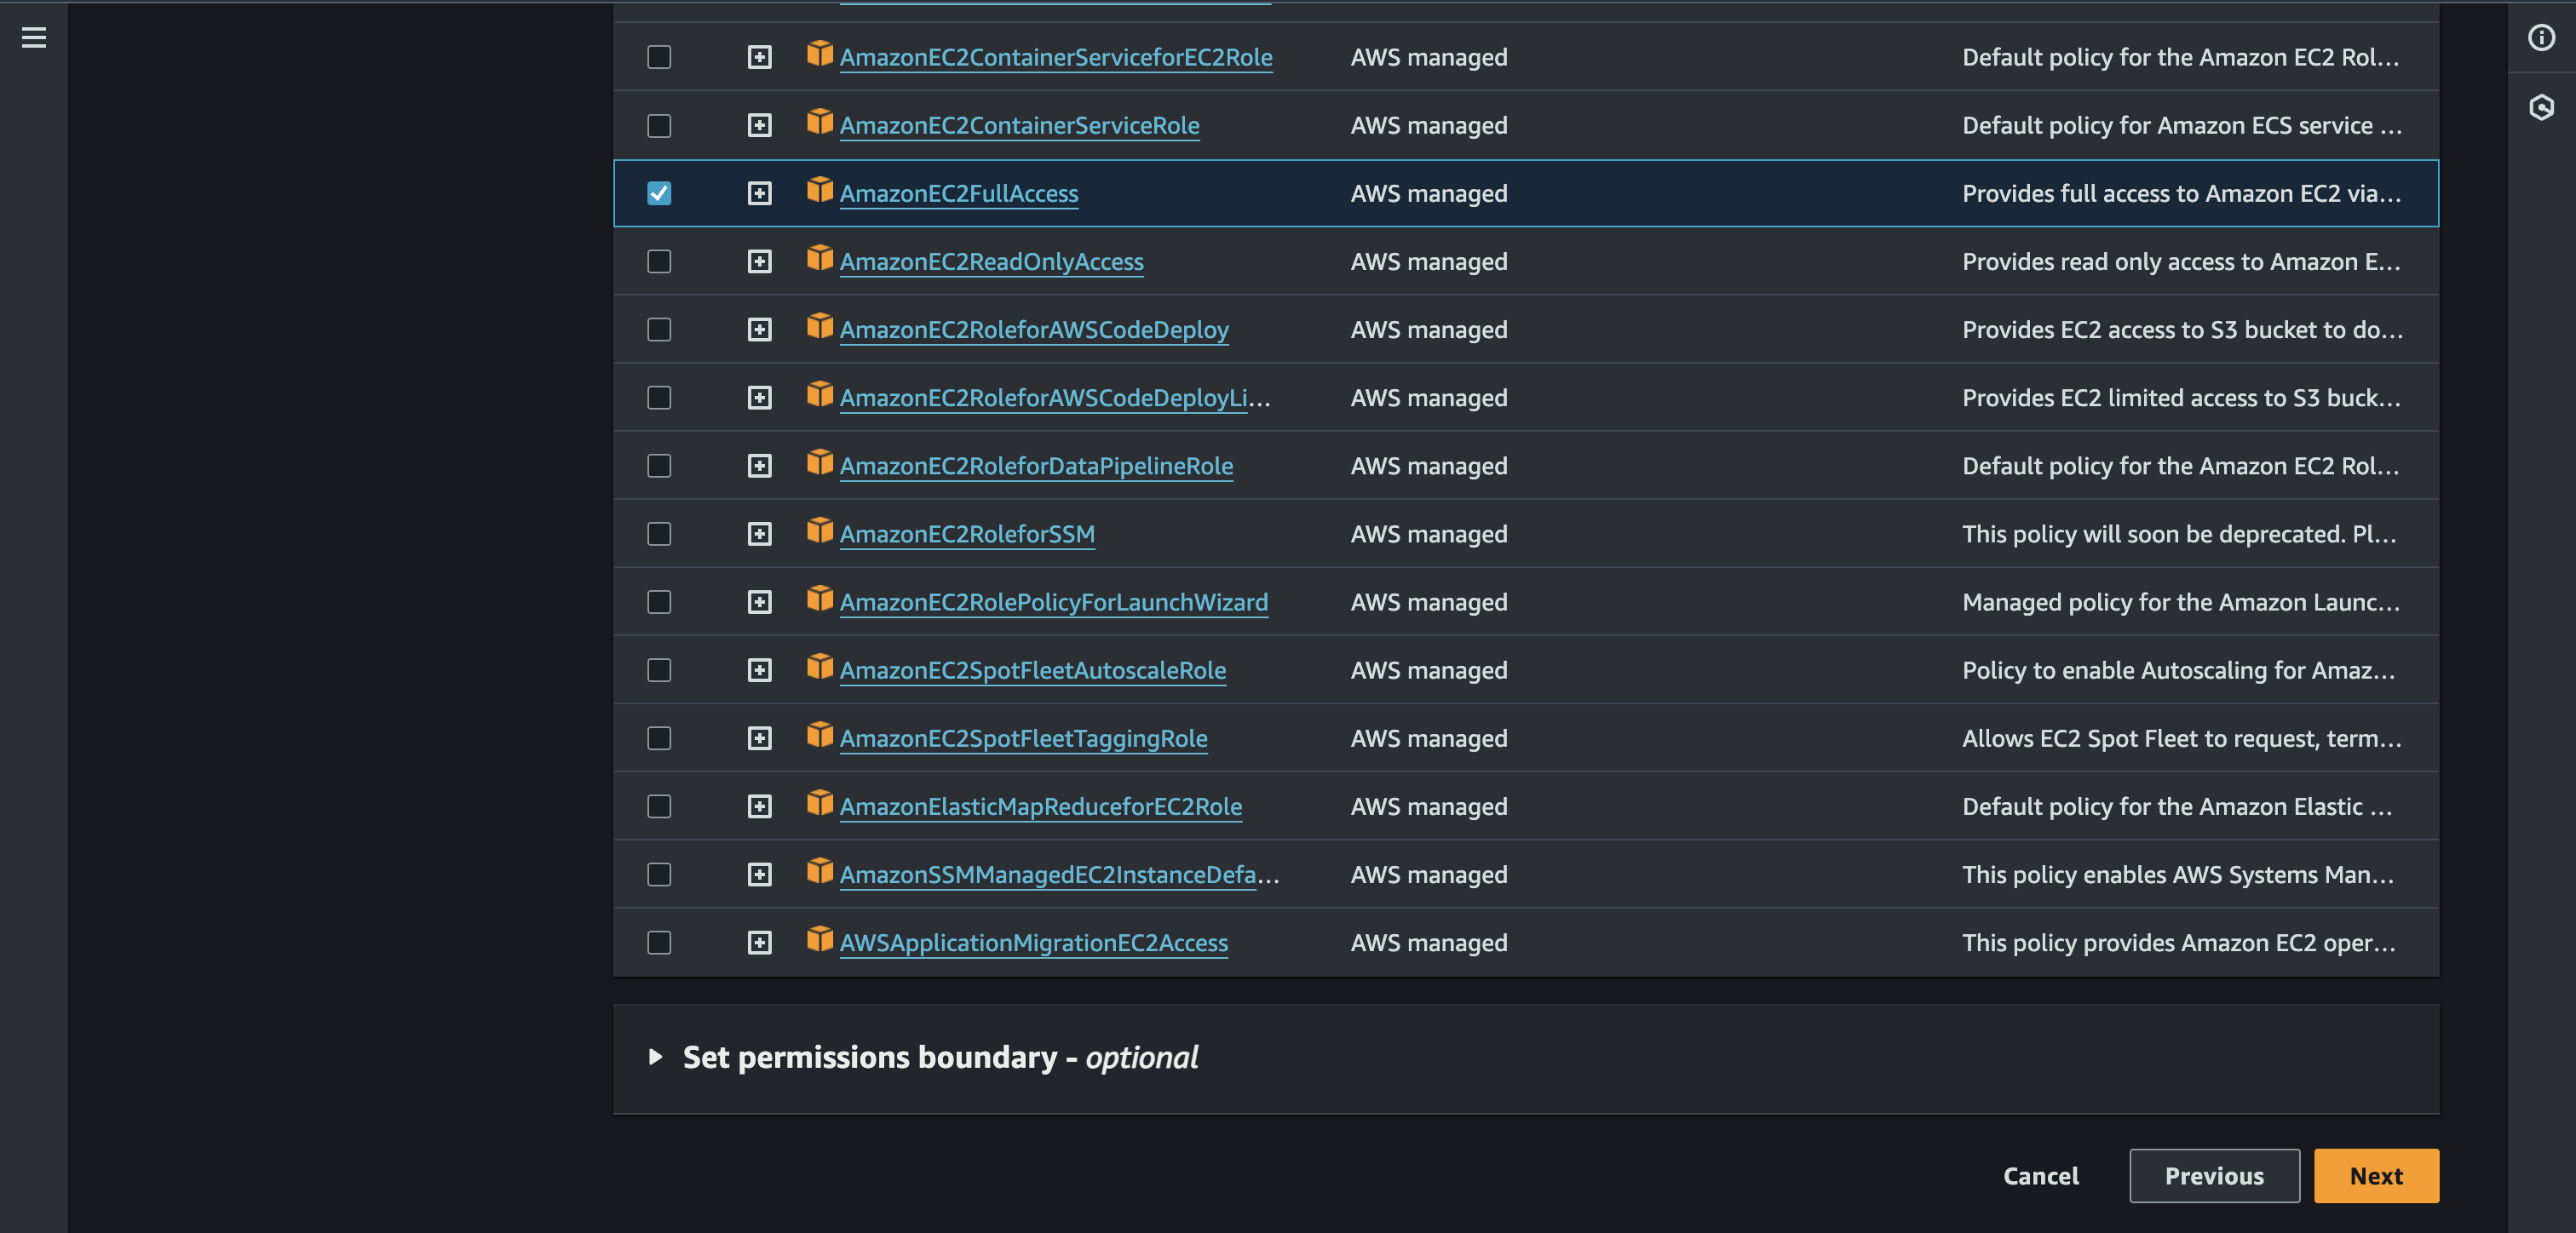 AmazonEC2ContainerServiceforEC2Role AWS managed Default policy for the Amazon EC2 Rol...
AmazonEC2ContainerServiceRole AWS managed Default policy for Amazon ECS service ...
AmazonEC2FullAccess AWS managed Provides full access to Amazon EC2 via...
AmazonEC2ReadOnlyAccess AWS managed Provides read only access to Amazon E...
AmazonEC2RoleforAWSCodeDeploy AWS managed Provides EC2 access to S3 bucket to do...
AmazonEC2RoleforAWSCodeDeployLi... AWS managed Provides EC2 limited access to S3 buck...
AmazonEC2RoleforDataPipelineRole AWS managed Default policy for the Amazon EC2 Rol...
AmazonEC2RoleforSSM AWS managed This policy will soon be deprecated. Pl...
AmazonEC2RolePolicyForLaunchWizard AWS managed Managed policy for the Amazon Launc...
AmazonEC2SpotFleetAutoscaleRole AWS managed Policy to enable Autoscaling for Amaz...
AmazonEC2SpotFleetTaggingRole AWS managed Allows EC2 Spot Fleet to request, term...
AmazonElasticMapReduceforEC2Role AWS managed Default policy for the Amazon Elastic ...
AmazonSSMManagedEC2InstanceDefa... AWS managed This policy enables AWS Systems Man...
AWSApplicationMigrationEC2Access AWS managed This policy provides Amazon EC2 oper...
Set permissions boundary - optional
Cancel Previous Next